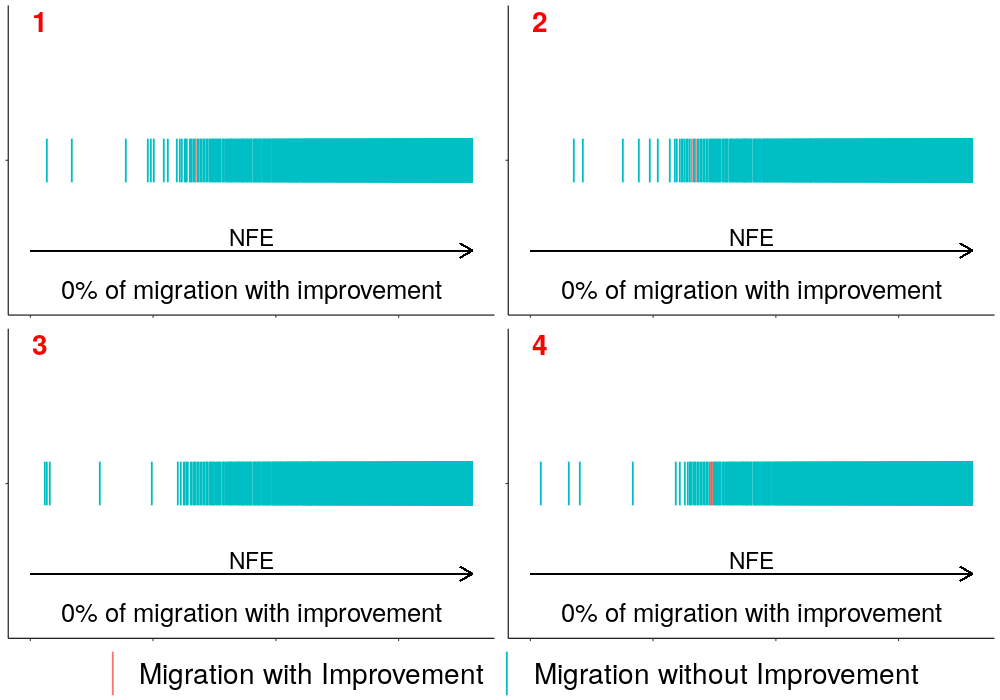 1
NFE
0% of migration with improvement
2
NFE
0% of migration with improvement
3
NFE
0% of migration with improvement
4
NFE
0% of migration with improvement
Migration with Improvement Migration without Improvement